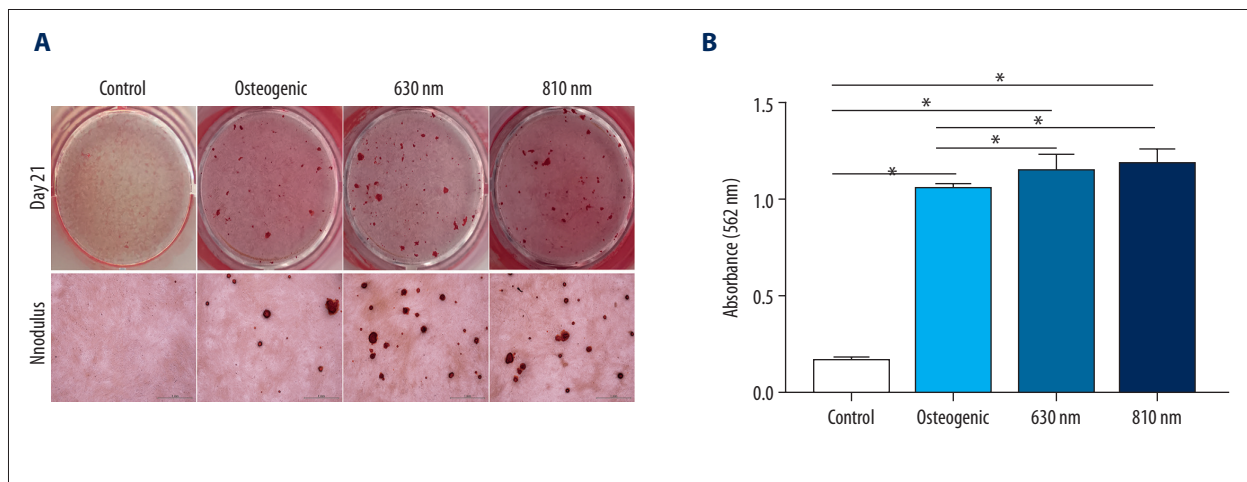 A
Control Osteogenic 630 nm 810 nm
Day 21
Nnodulus
B
* * * * *
Absorbance (562 nm)
1.5
1.0
0.5
0.0
Control Osteogenic 630 nm 810 nm